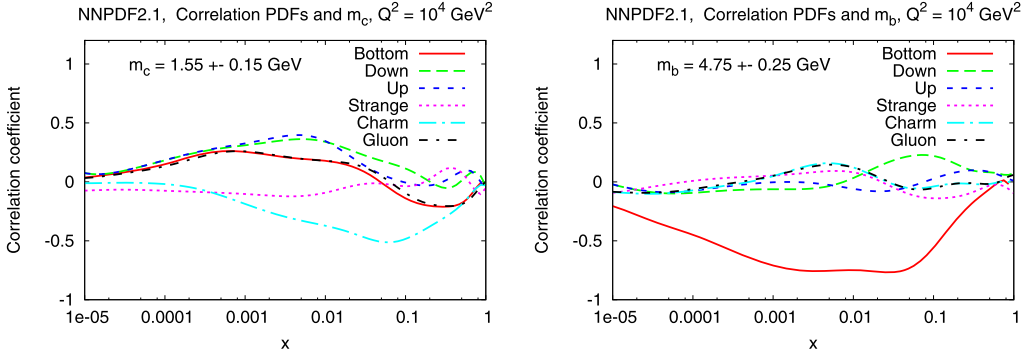 NNPDF2.1, Correlation PDFs and m_c, Q^2 = 10^4 GeV^2
m_c = 1.55 +- 0.15 GeV
Bottom
Down
Up
Strange
Charm
Gluon
Correlation coefficient
1
0.5
0
-0.5
-1
1e-05 0.0001 0.001 0.01 0.1 1
x
NNPDF2.1, Correlation PDFs and m_b, Q^2 = 10^4 GeV^2
m_b = 4.75 +- 0.25 GeV
Bottom
Down
Up
Strange
Charm
Gluon
Correlation coefficient
1
0.5
0
-0.5
-1
1e-05 0.0001 0.001 0.01 0.1 1
x